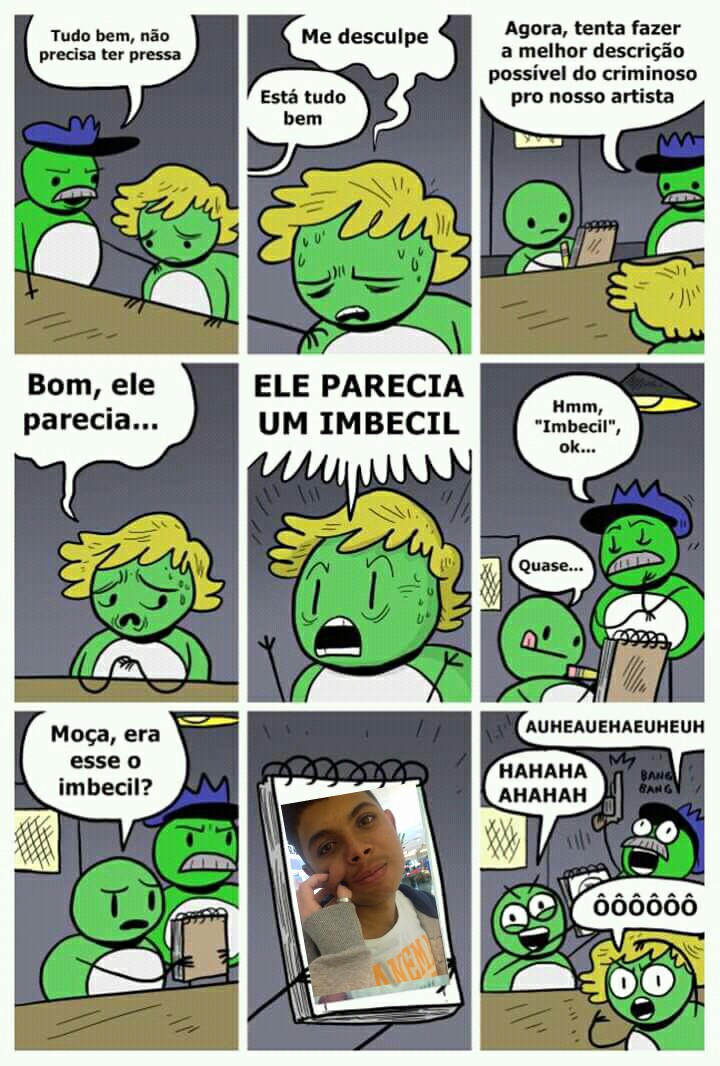 Tudo bem, não
precisa ter pressa
Me desculpe
Está tudo
bem
Agora, tenta fazer
a melhor descrição
possível do criminoso
pro nosso artista
Bom, ele
parecia...
ELE PARECIA
UM IMBECIL
Hmm,
"Imbecil",
ok...
Quase...
Moça, era
esse o
imbecil?
ANEM
AUHEAUEHAEUHEUH
HAHAHA
AHAHAH
BANG
BANG
ÔÔÔÔÔÔ